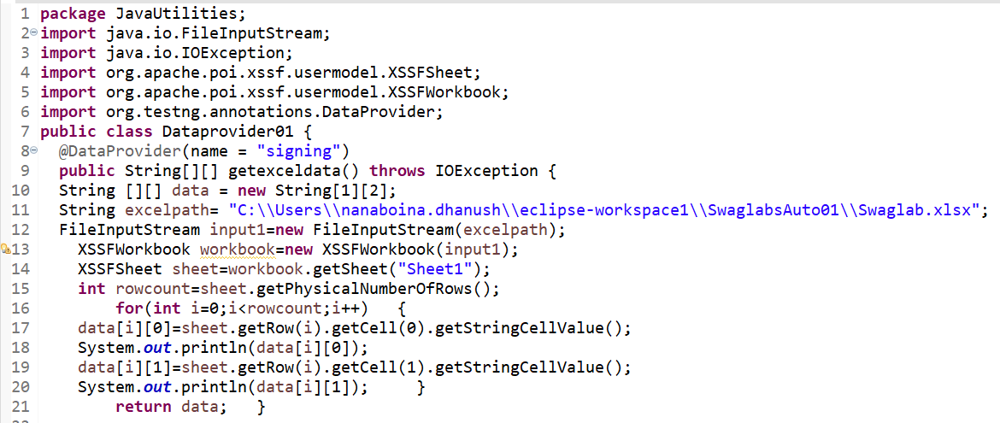 1 package JavaUtilities;
2 import java.io.FileInputStream;
3 import java.io.IOException;
4 import org.apache.poi.xssf.usermodel.XSSFSheet;
5 import org.apache.poi.xssf.usermodel.XSSFWorkbook;
6 import org.testng.annotations.DataProvider;
7 public class Dataprovider01 {
8 @DataProvider(name = "signing")
9 public String[][] getexceldata() throws IOException {
10 String [][] data = new String[1][2];
11 String excelpath= "C:\\Users\\nanaboina.dhanush\\eclipse-workspace1\\SwaglabsAuto01\\Swaglab.xlsx";
12 FileInputStream input1=new FileInputStream(excelpath);
13 XSSFWorkbook workbook=new XSSFWorkbook(input1);
14 XSSFSheet sheet=workbook.getSheet("Sheet1");
15 int rowcount=sheet.getPhysicalNumberOfRows();
16 for(int i=0;i<rowcount;i++) {
17 data[i][0]=sheet.getRow(i).getCell(0).getStringCellValue();
18 System.out.println(data[i][0]);
19 data[i][1]=sheet.getRow(i).getCell(1).getStringCellValue();
20 System.out.println(data[i][1]); }
21 return data; }